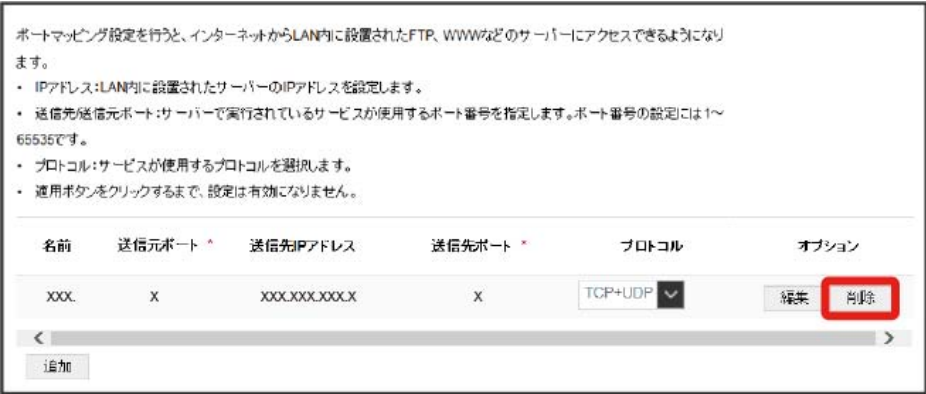 ポートマッピング設定を行うと、インターネットからLAN内に設置されたFTP、WWWなどのサーバーにアクセスできるようになり
ます。
・ IPアドレス:LAN内に設置されたサーバーのIPアドレスを設定します。
・ 送信先/送信元ポート:サーバーで実行されているサービスが使用するポート番号を指定します。ポート番号の設定には1～
65535です。
・ プロトコル:サービスが使用するプロトコルを選択します。
・ 適用ボタンをクリックするまで、設定は有効になりません。
名前 送信元ポート * 送信先IPアドレス 送信先ポート * プロトコル オプション
XXX. X XXX.XXX.XXX.X X TCP+UDP 編集 削除
追加